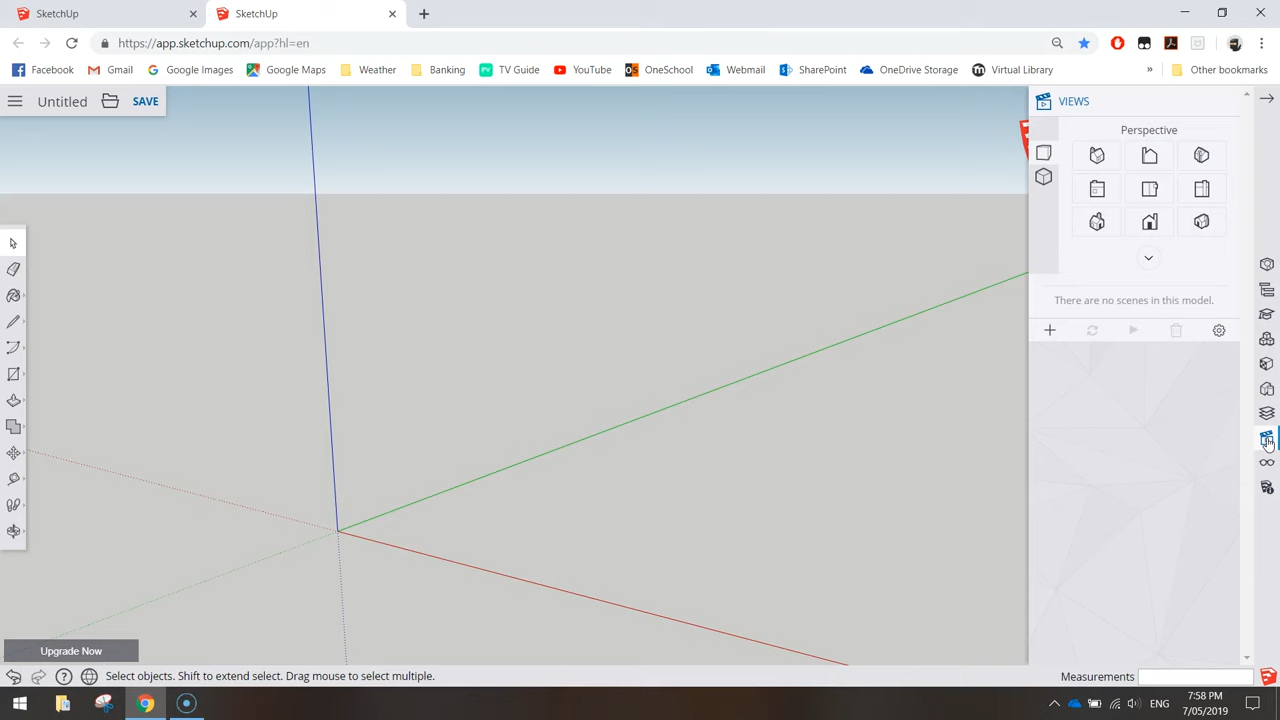 SketchUp
SketchUp
https://app.sketchup.com/app?hl=en
Facebook
Gmail
Google Images
Google Maps
Weather
Banking
TV Guide
YouTube
OneSchool
Webmail
SharePoint
OneDrive Storage
Virtual Library
»
Other bookmarks
Untitled
SAVE
VIEWS
Perspective
There are no scenes in this model.
Upgrade Now
Select objects. Shift to extend select. Drag mouse to select multiple.
Measurements
ENG
7:58 PM
7/05/2019